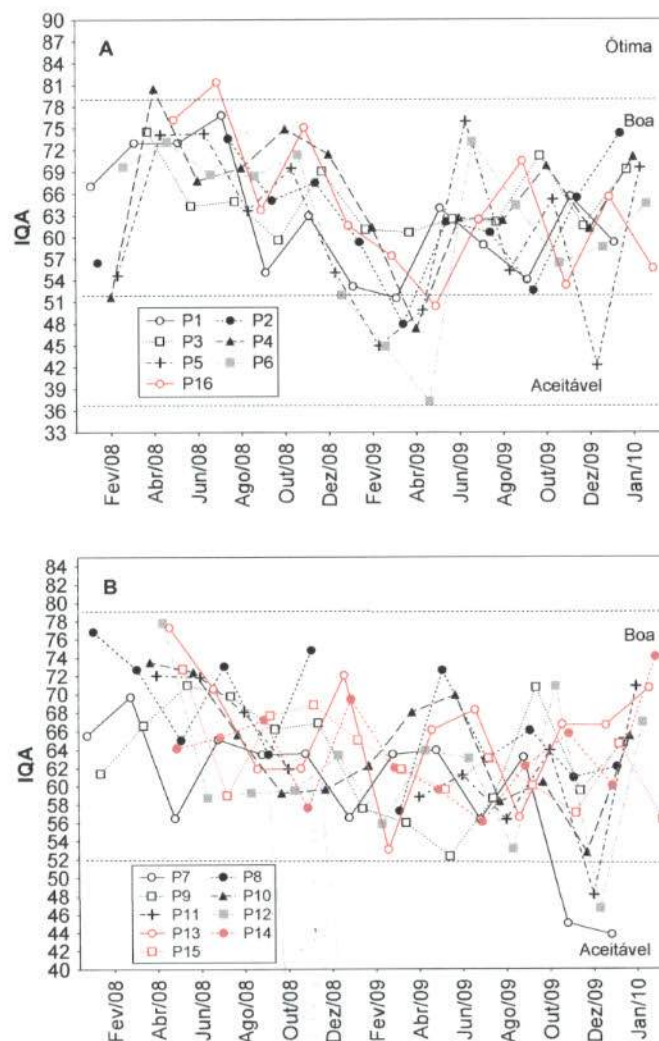 90
87
84
81
78
75
72
69
66
63
60
57
54
51
48
45
42
39
36
33
IQA
A
Ótima
Boa
Aceitável
P1 P2
P3 P4
P5 P6
P16
Fev/08 Abr/08 Jun/08 Ago/08 Out/08 Dez/08 Fev/09 Abr/09 Jun/09 Ago/09 Out/09 Dez/09 Jan/10
84
82
80
78
76
74
72
70
68
66
64
62
60
58
56
54
52
50
48
46
44
42
40
IQA
B
Boa
Aceitável
P7 P8
P9 P10
P11 P12
P13 P14
P15
Fev/08 Abr/08 Jun/08 Ago/08 Out/08 Dez/08 Fev/09 Abr/09 Jun/09 Ago/09 Out/09 Dez/09 Jan/10